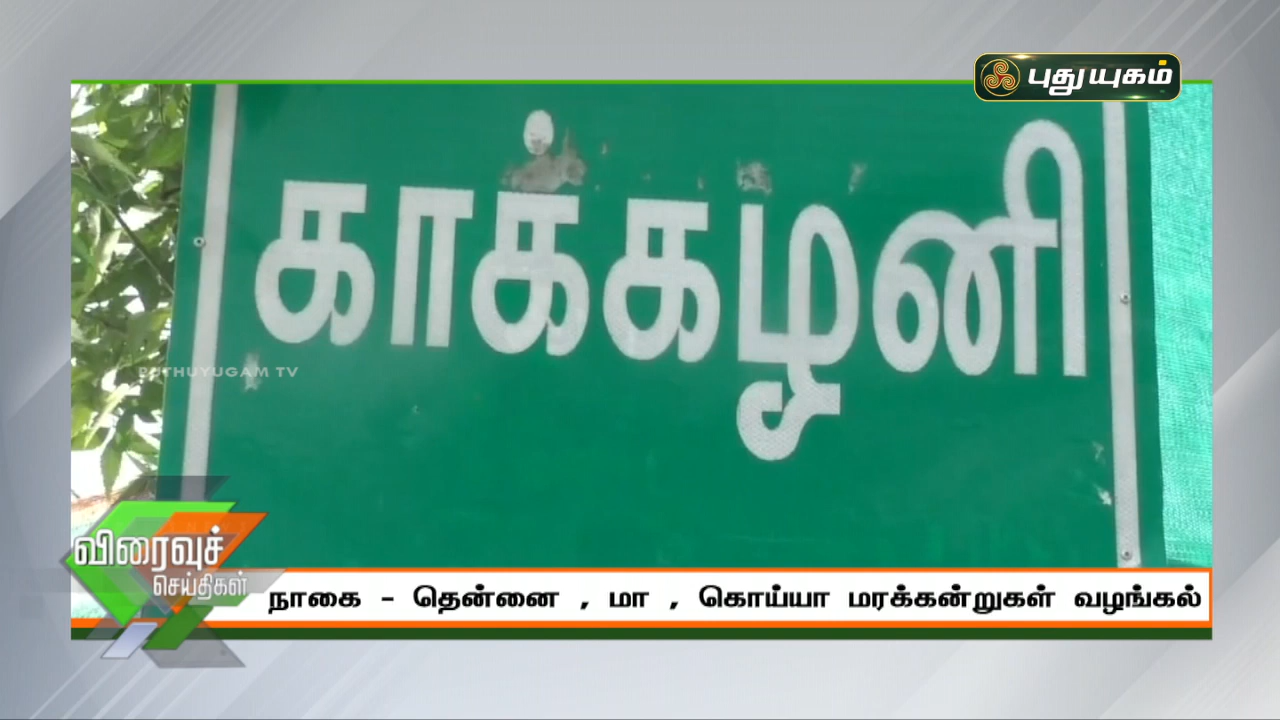 புதுயுகம்
காக்கழனி
PUTHUYUGAM TV
விரைவுச்
செய்திகள்
நாகை - தென்னை , மா , கொய்யா மரக்கன்றுகள் வழங்கல்